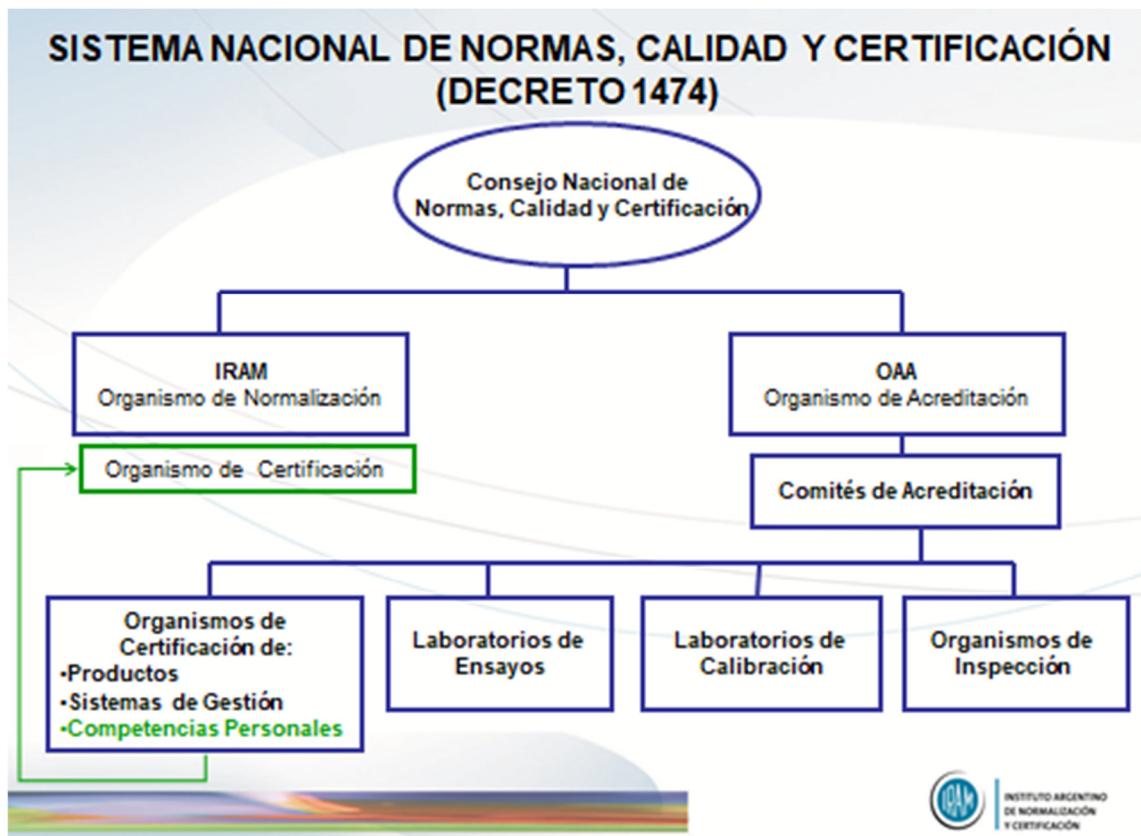 SISTEMA NACIONAL DE NORMAS, CALIDAD Y CERTIFICACIÓN
(DECRETO 1474)
Consejo Nacional de
Normas, Calidad y Certificación
IRAM
Organismo de Normalización
OAA
Organismo de Acreditación
Organismo de Certificación
Comités de Acreditación
Organismos de
Certificación de:
•Productos
•Sistemas de Gestión
•Competencias Personales
Laboratorios de
Ensayos
Laboratorios de
Calibración
Organismos de
Inspección
IRAM
INSTITUTO ARGENTINO
DE NORMALIZACIÓN
Y CERTIFICACIÓN